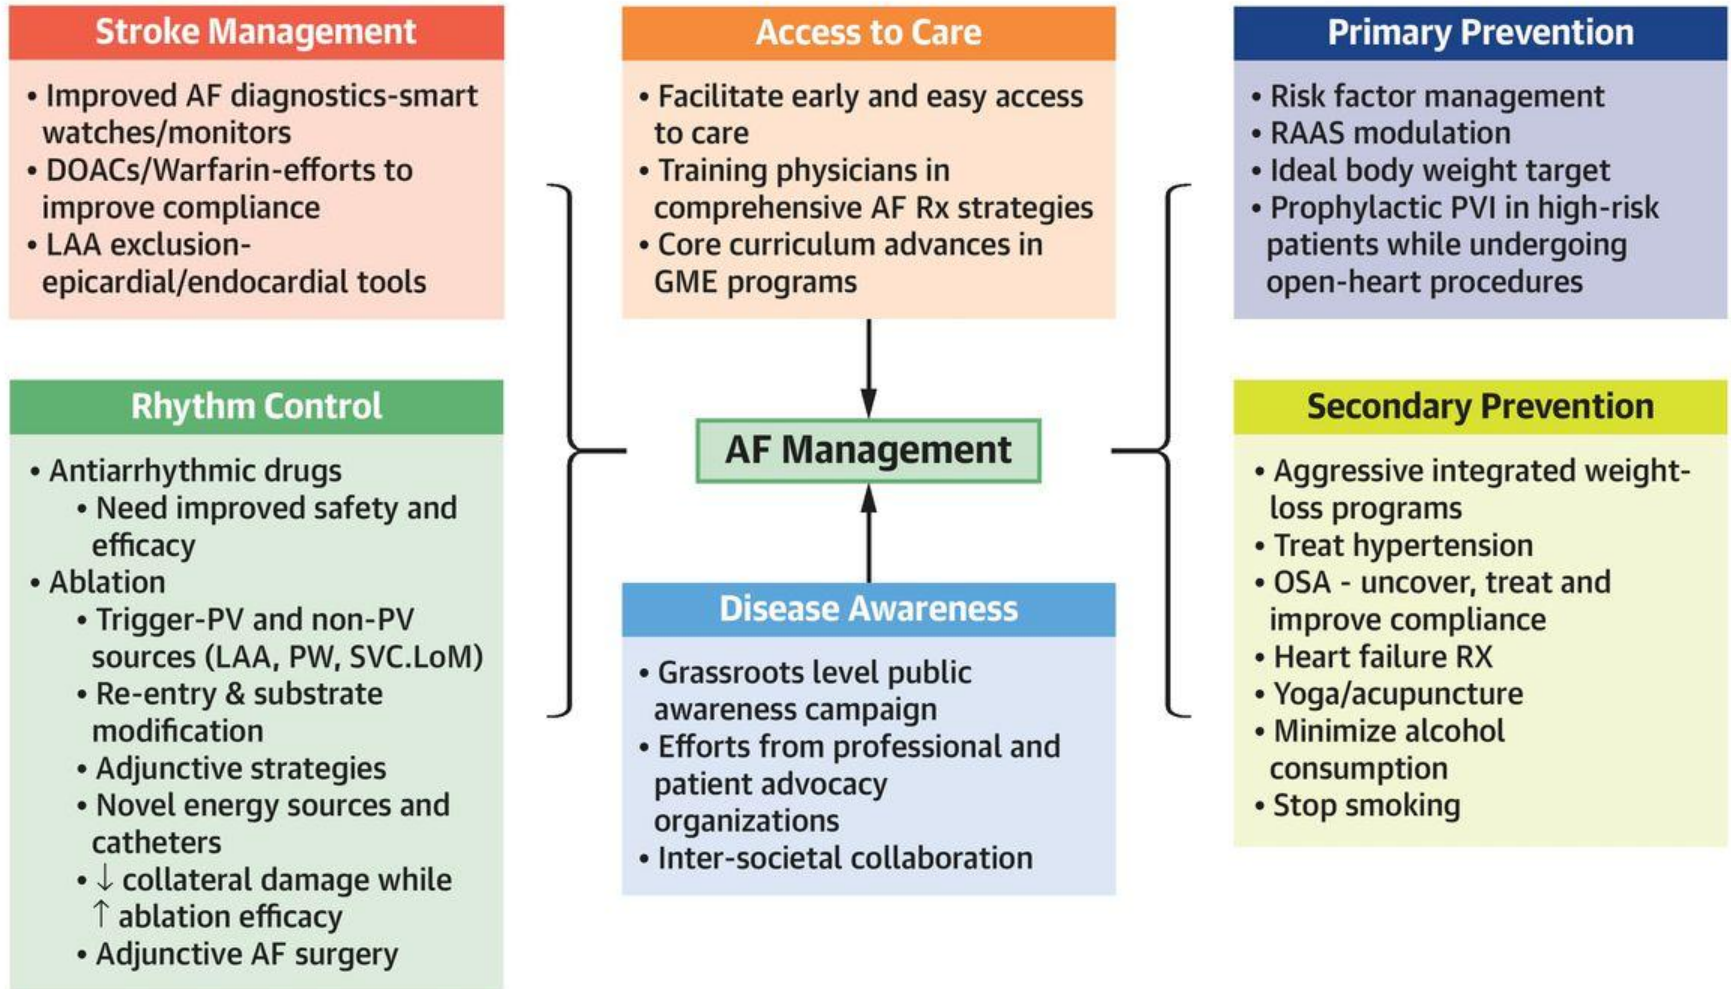 Stroke Management
• Improved AF diagnostics-smart
watches/monitors
• DOACs/Warfarin-efforts to
improve compliance
• LAA exclusion-
epicardial/endocardial tools
Access to Care
• Facilitate early and easy access
to care
• Training physicians in
comprehensive AF Rx strategies
• Core curriculum advances in
GME programs
Primary Prevention
• Risk factor management
• RAAS modulation
• Ideal body weight target
• Prophylactic PVI in high-risk
patients while undergoing
open-heart procedures
Rhythm Control
• Antiarrhythmic drugs
• Need improved safety and
efficacy
• Ablation
• Trigger-PV and non-PV
sources (LAA, PW, SVC.LoM)
• Re-entry & substrate
modification
• Adjunctive strategies
• Novel energy sources and
catheters
• ↓ collateral damage while
↑ ablation efficacy
• Adjunctive AF surgery
AF Management
Disease Awareness
• Grassroots level public
awareness campaign
• Efforts from professional and
patient advocacy
organizations
• Inter-societal collaboration
Secondary Prevention
• Aggressive integrated weight-
loss programs
• Treat hypertension
• OSA - uncover, treat and
improve compliance
• Heart failure RX
• Yoga/acupuncture
• Minimize alcohol
consumption
• Stop smoking